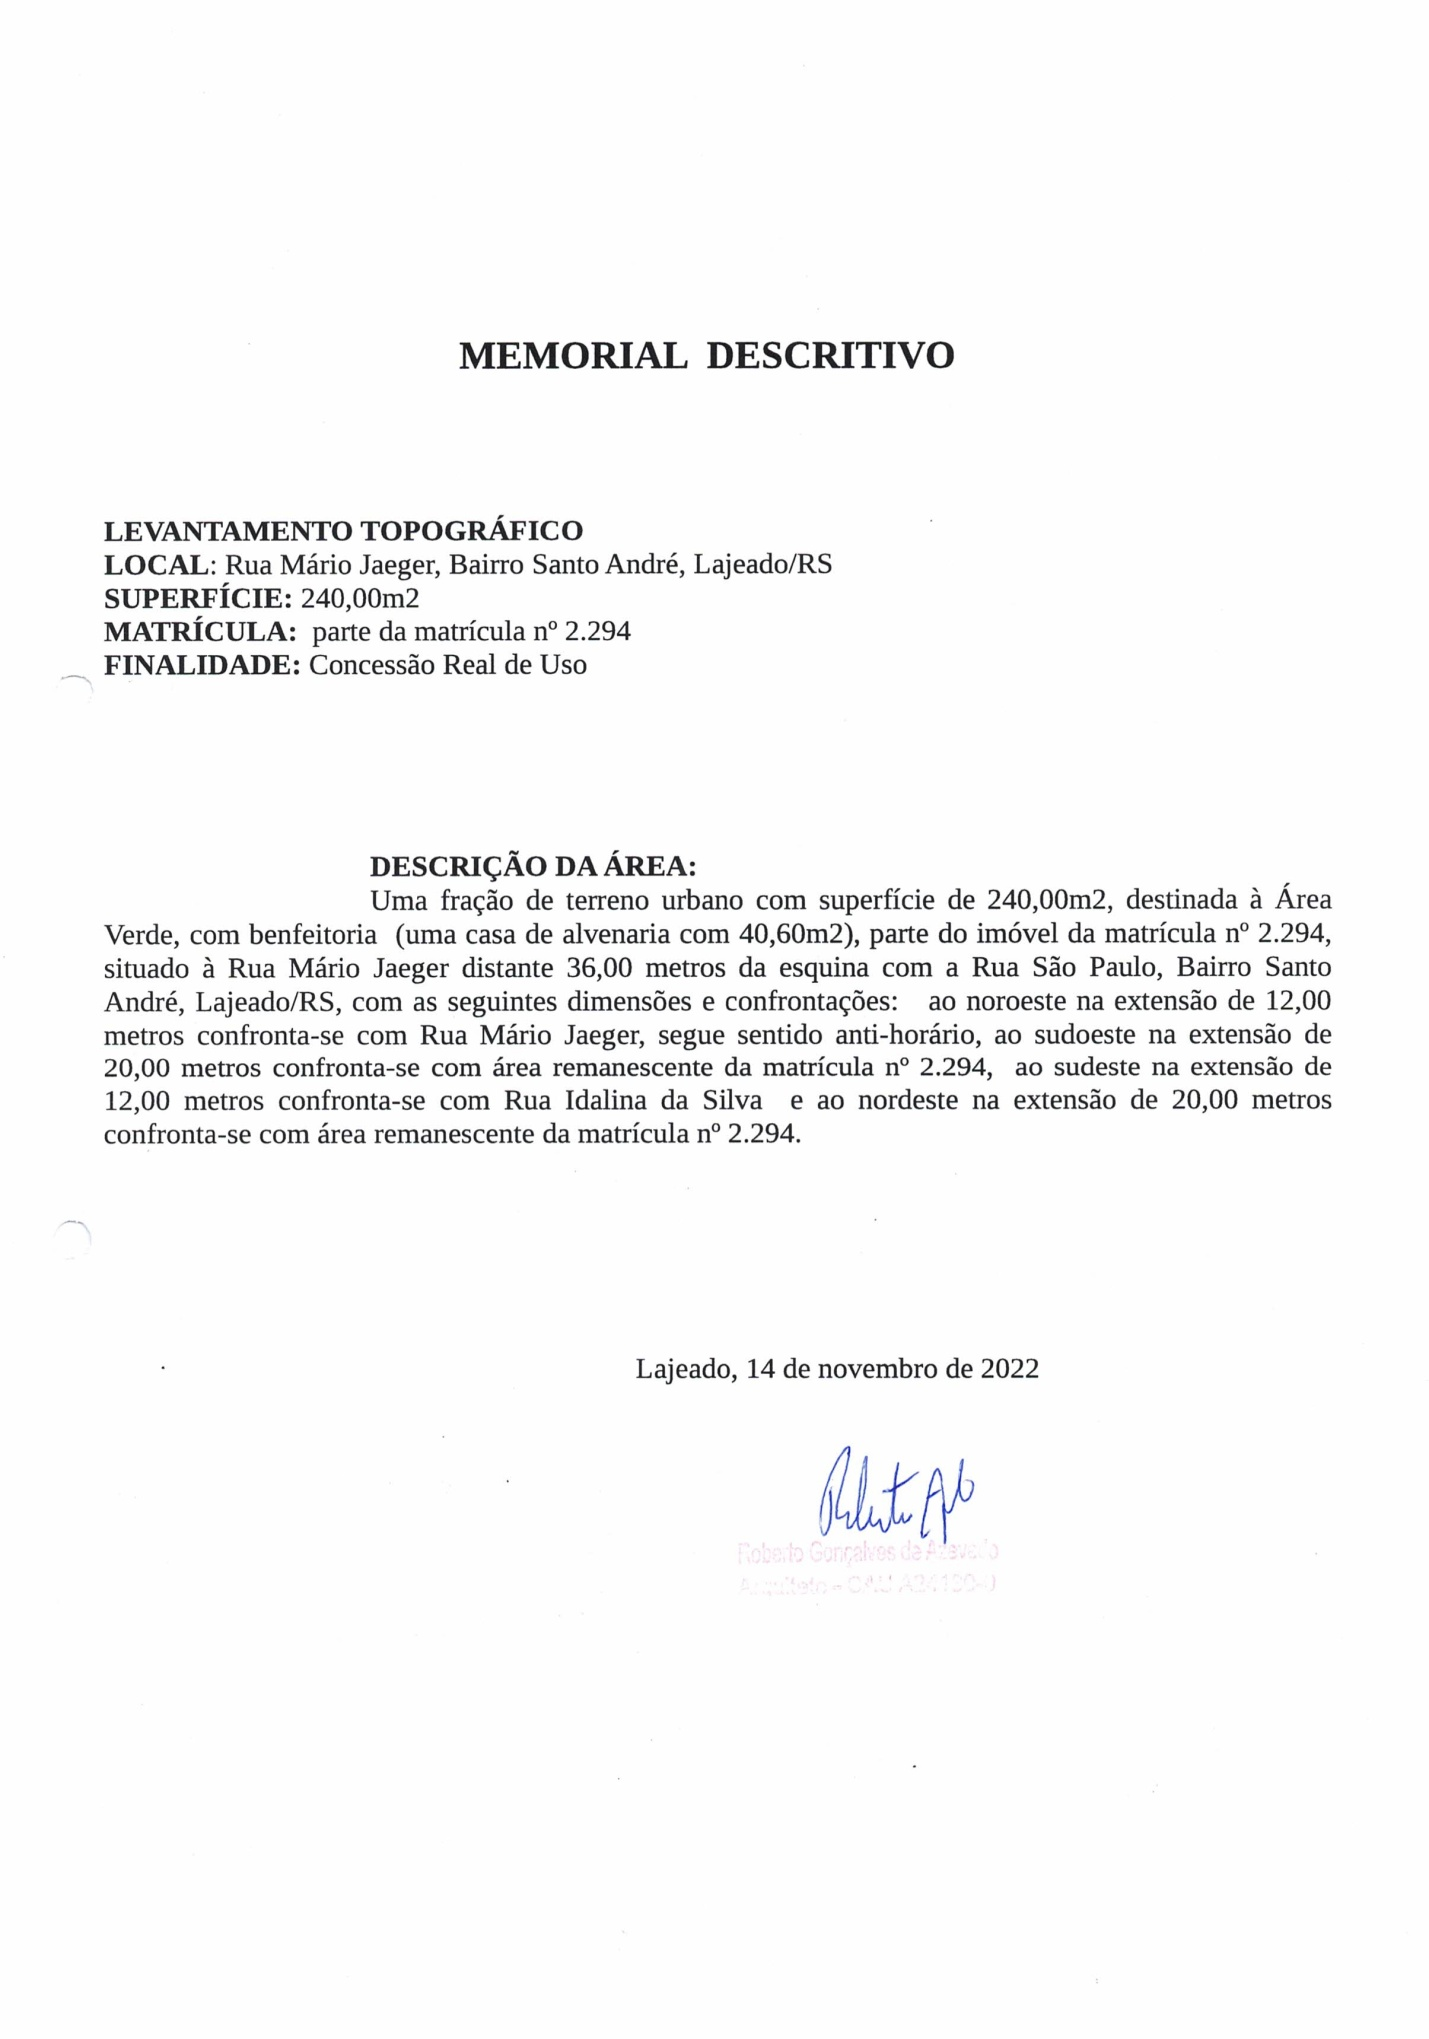 MEMORIAL DESCRITIVO
LEVANTAMENTO TOPOGRÁFICO
LOCAL: Rua Mário Jaeger, Bairro Santo André, Lajeado/RS
SUPERFÍCIE: 240,00m2
MATRÍCULA: parte da matrícula nº 2.294
FINALIDADE: Concessão Real de Uso
DESCRIÇÃO DA ÁREA:
Uma fração de terreno urbano com superfície de 240,00m2, destinada à Área
Verde, com benfeitoria (uma casa de alvenaria com 40,60m2), parte do imóvel da matrícula nº 2.294,
situado à Rua Mário Jaeger distante 36,00 metros da esquina com a Rua São Paulo, Bairro Santo
André, Lajeado/RS, com as seguintes dimensões e confrontações: ao noroeste na extensão de 12,00
metros confronta-se com Rua Mário Jaeger, segue sentido anti-horário, ao sudoeste na extensão de
20,00 metros confronta-se com área remanescente da matrícula nº 2.294, ao sudeste na extensão de
12,00 metros confronta-se com Rua Idalina da Silva e ao nordeste na extensão de 20,00 metros
confronta-se com área remanescente da matrícula nº 2.294.
Lajeado, 14 de novembro de 2022
Roberto Gonçalves de Azevedo
Arquiteto - CAU